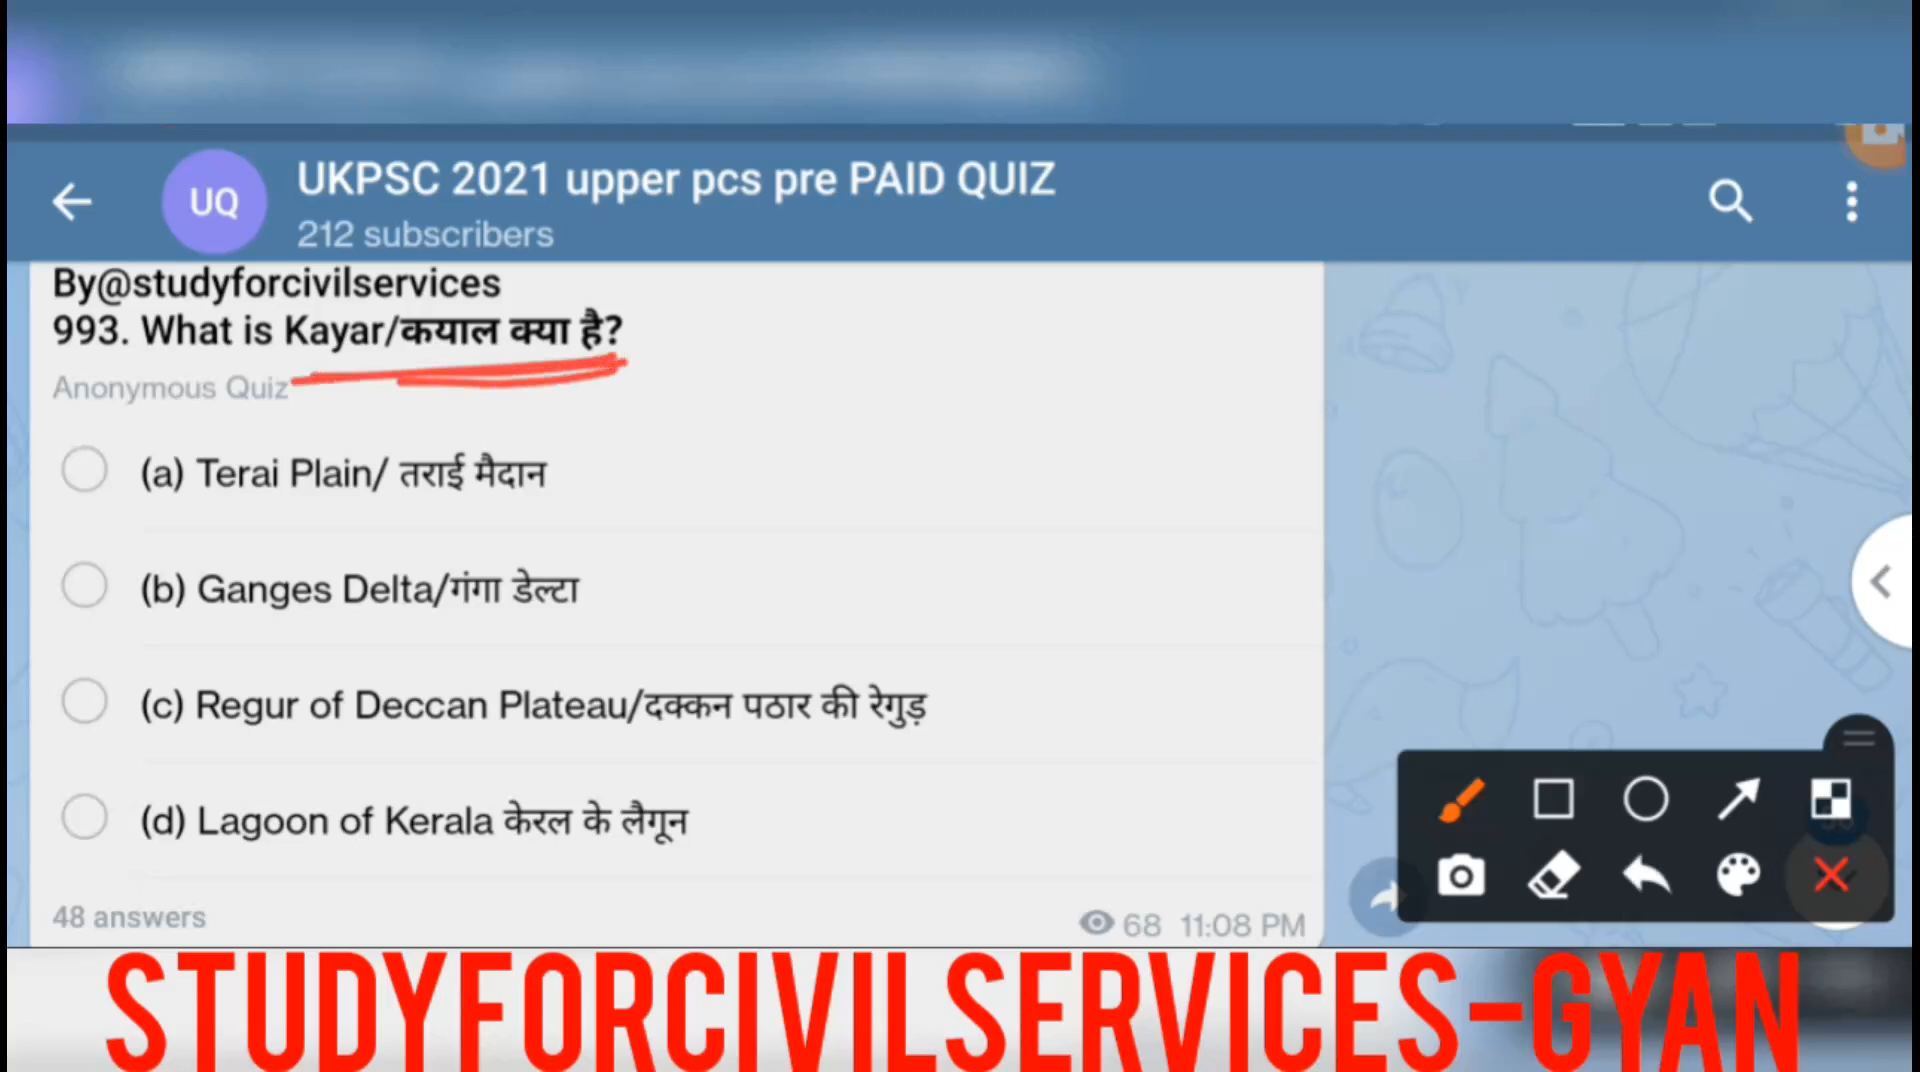 UQ
UKPSC 2021 upper pcs pre PAID QUIZ
212 subscribers
By@studyforcivilservices
993. What is Kayar/कयाल क्या है?
Anonymous Quiz
(a) Terai Plain/ तराई मैदान
(b) Ganges Delta/गंगा डेल्टा
(c) Regur of Deccan Plateau/दक्कन पठार की रेगुड़
(d) Lagoon of Kerala केरल के लैगून
48 answers
68 11:08 PM
STUDYFORCIVILSERVICES-GYAN